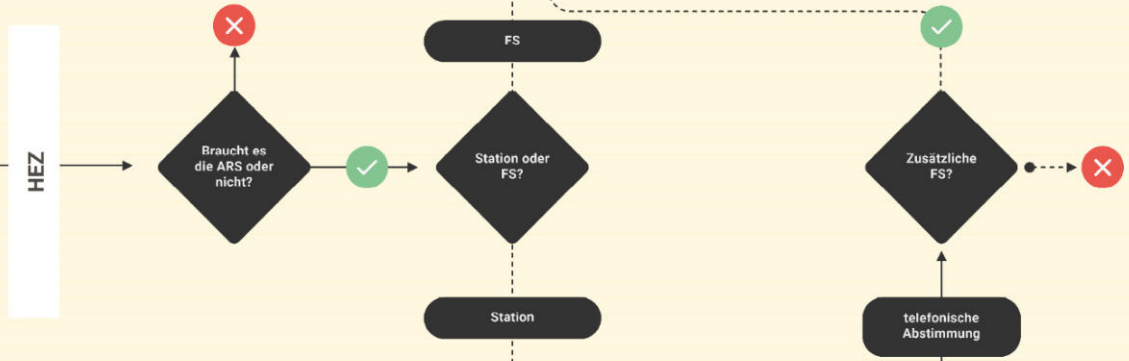 HEZ
Braucht es
die ARS oder
nicht?
FS
Station oder
FS?
Station
Zusätzliche
FS?
telefonische
Abstimmung